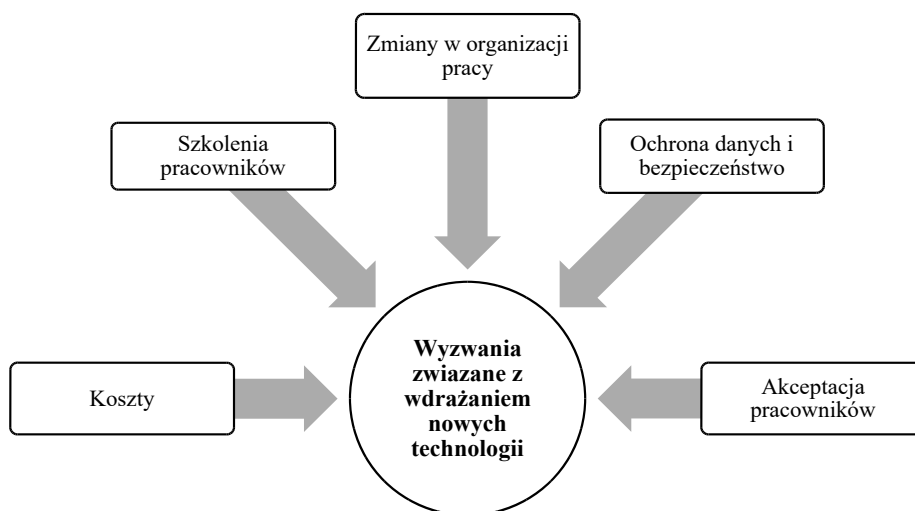 Zmiany w organizacji
pracy
Szkolenia
pracowników
Ochrona danych i
bezpieczeństwo
Koszty
Wyzwania
zwiazane z
wdrażaniem
nowych
technologii
Akceptacja
pracowników